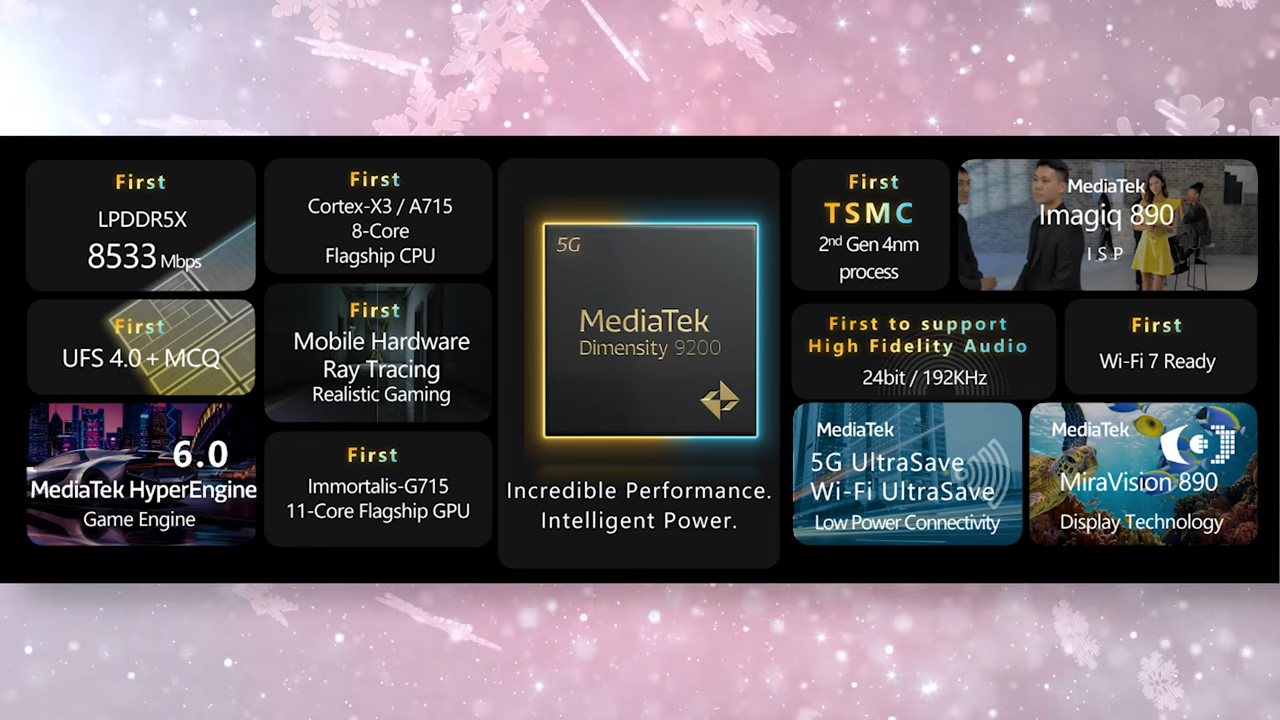 First
LPDDR5X
8533 Mbps
First
UFS 4.0 + MCQ
6.0
MediaTek HyperEngine
Game Engine
First
Cortex-X3 / A715
8-Core
Flagship CPU
First
Mobile Hardware
Ray Tracing
Realistic Gaming
First
Immortalis-G715
11-Core Flagship GPU
5G
MediaTek
Dimensity 9200
Incredible Performance.
Intelligent Power.
First
TSMC
2nd Gen 4nm
process
MediaTek
Imagiq 890
ISP
First to support
High Fidelity Audio
24bit / 192KHz
First
Wi-Fi 7 Ready
MediaTek
5G UltraSave
Wi-Fi UltraSave
Low Power Connectivity
MediaTek
MiraVision 890
Display Technology